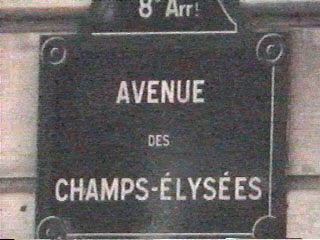 8e Arrt
AVENUE
DES
CHAMPS-ÉLYSÉES